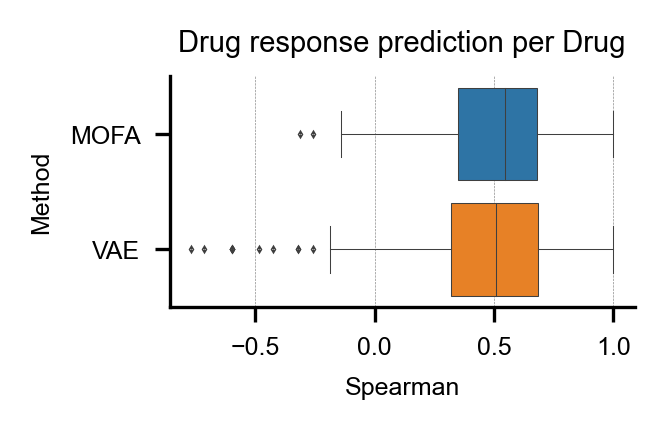 Drug response prediction per Drug
Method
MOFA
VAE
−0.5 0.0 0.5 1.0
Spearman